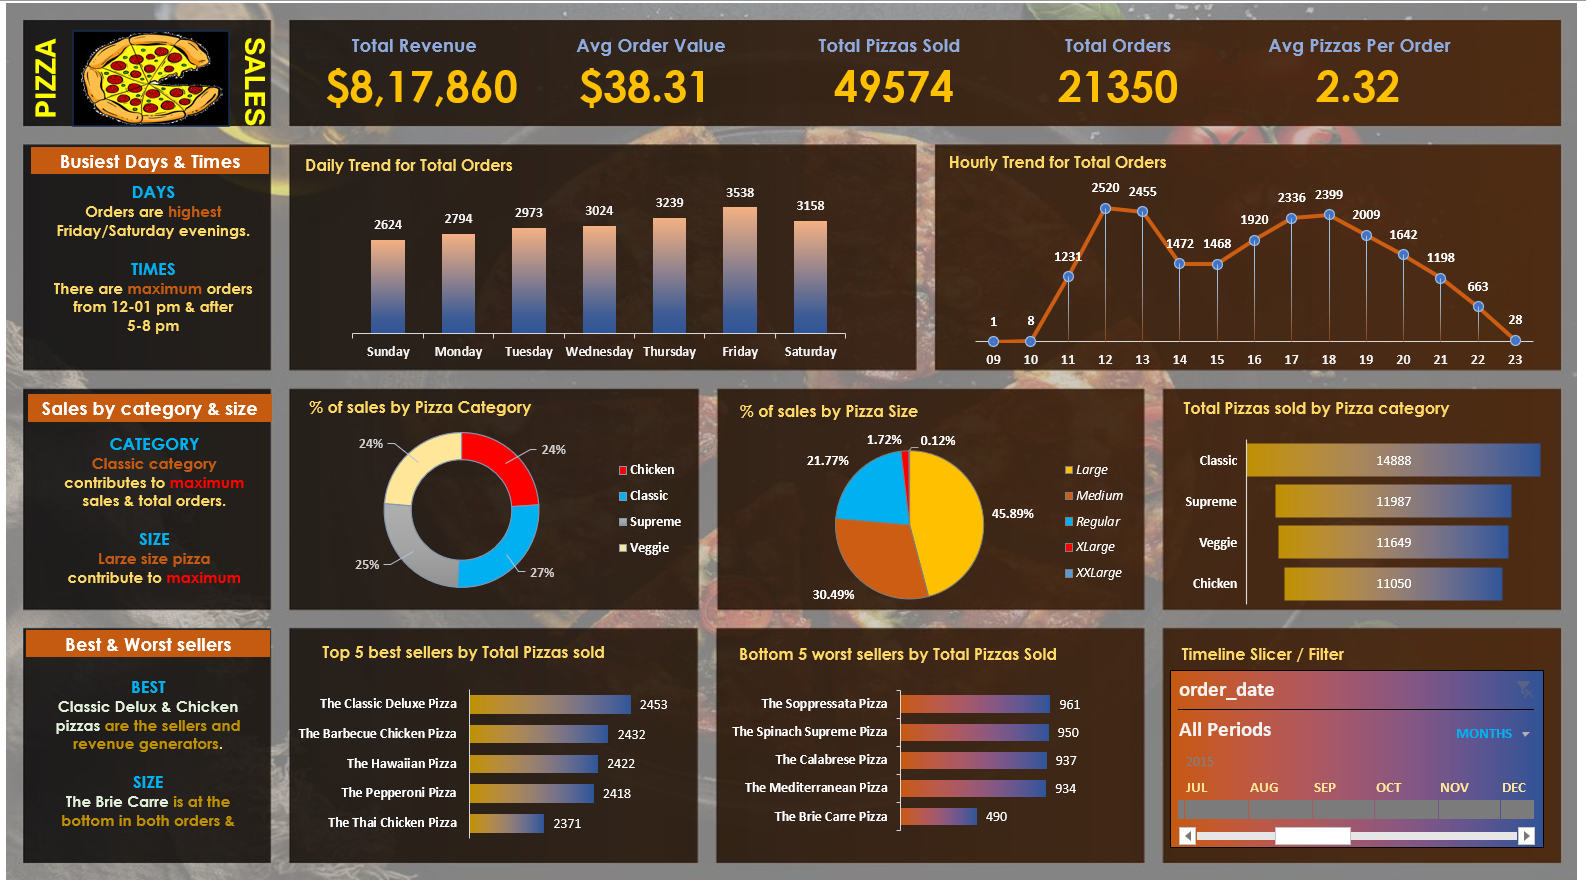 PIZZA
SALES
Total Revenue
$8,17,860
Avg Order Value
$38.31
Total Pizzas Sold
49574
Total Orders
21350
Avg Pizzas Per Order
2.32
Busiest Days & Times
DAYS
Orders are highest
Friday/Saturday evenings.
TIMES
There are maximum orders
from 12-01 pm & after
5-8 pm
Daily Trend for Total Orders
2624
2794
2973
3024
3239
3538
3158
Sunday
Monday
Tuesday
Wednesday
Thursday
Friday
Saturday
Hourly Trend for Total Orders
1
8
1231
2520
2455
1472
1468
1920
2336
2399
2009
1642
1198
663
28
09
10
11
12
13
14
15
16
17
18
19
20
21
22
23
Sales by category & size
CATEGORY
Classic category
contributes to maximum
sales & total orders.
SIZE
Larze size pizza
contribute to maximum
% of sales by Pizza Category
24%
24%
25%
27%
Chicken
Classic
Supreme
Veggie
% of sales by Pizza Size
1.72%
0.12%
21.77%
45.89%
30.49%
Large
Medium
Regular
XLarge
XXLarge
Total Pizzas sold by Pizza category
Classic 14888
Supreme 11987
Veggie 11649
Chicken 11050
Best & Worst sellers
BEST
Classic Delux & Chicken
pizzas are the sellers and
revenue generators.
SIZE
The Brie Carre is at the
bottom in both orders &
Top 5 best sellers by Total Pizzas sold
The Classic Deluxe Pizza 2453
The Barbecue Chicken Pizza 2432
The Hawaiian Pizza 2422
The Pepperoni Pizza 2418
The Thai Chicken Pizza 2371
Bottom 5 worst sellers by Total Pizzas Sold
The Soppressata Pizza 961
The Spinach Supreme Pizza 950
The Calabrese Pizza 937
The Mediterranean Pizza 934
The Brie Carre Pizza 490
Timeline Slicer / Filter
order_date
All Periods
MONTHS
2015
JUL
AUG
SEP
OCT
NOV
DEC